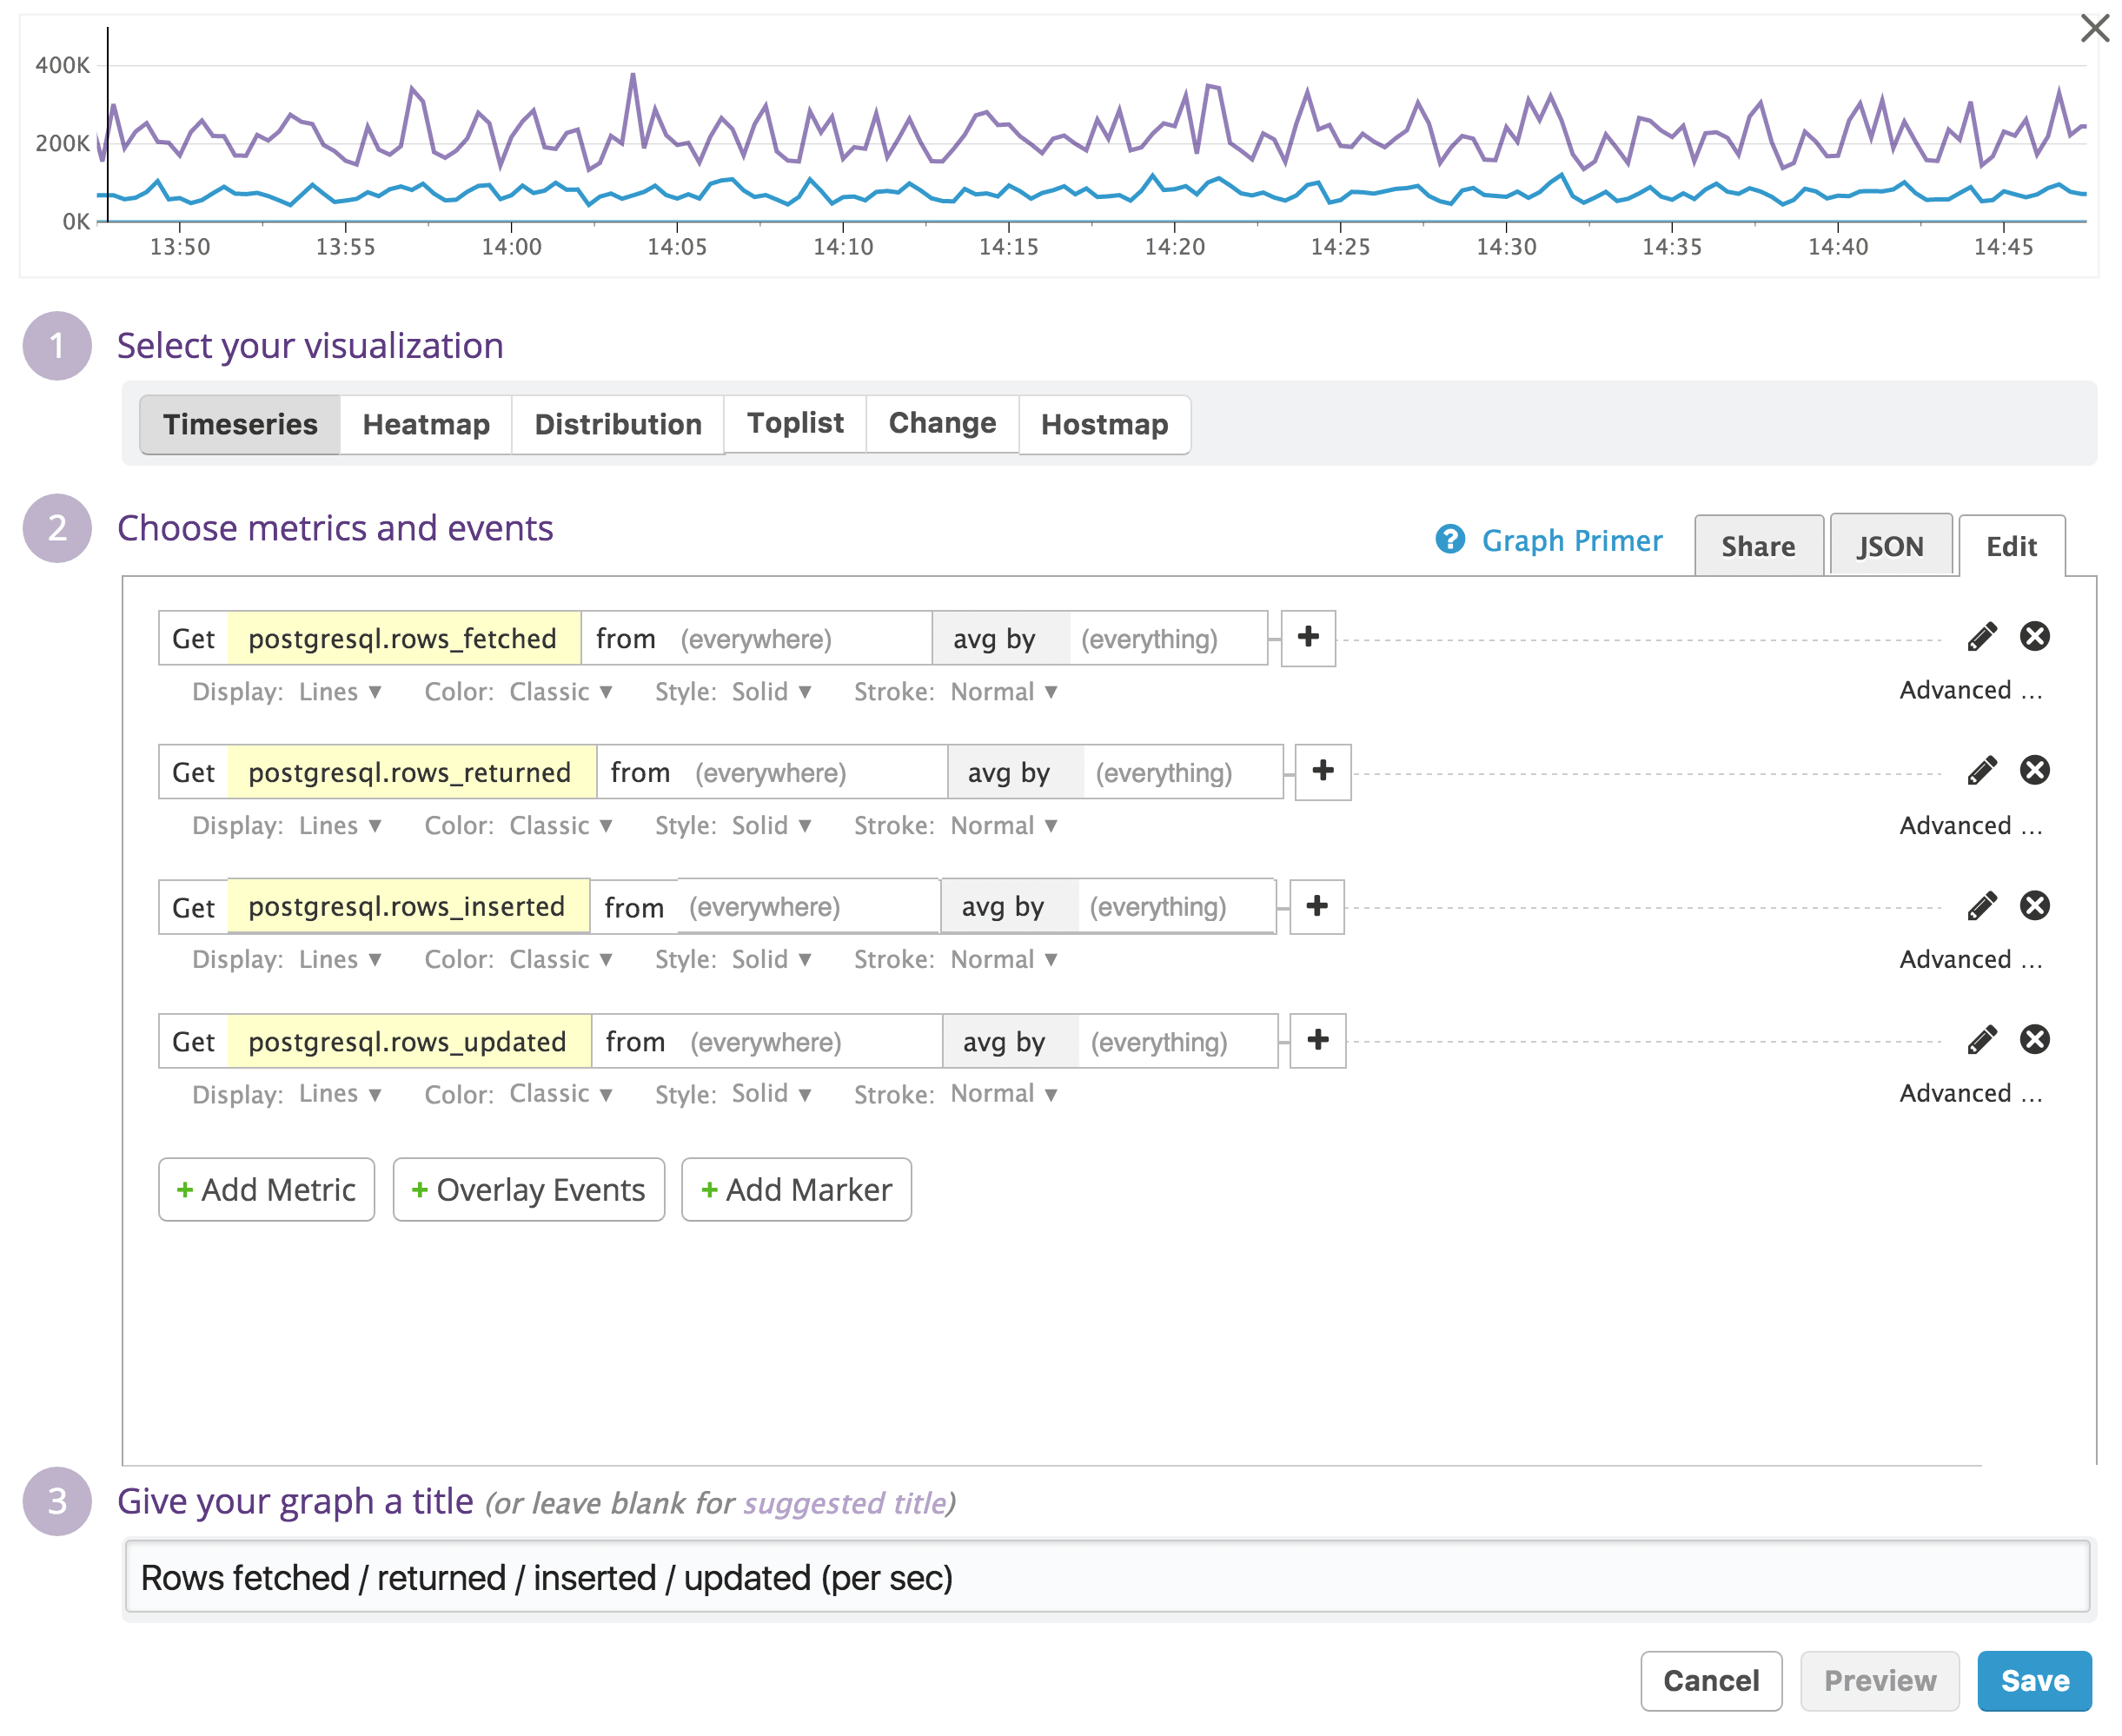 400K
200K
0K
13:50 13:55 14:00 14:05 14:10 14:15 14:20 14:25 14:30 14:35 14:40 14:45
1 Select your visualization
Timeseries Heatmap Distribution Toplist Change Hostmap
2 Choose metrics and events
? Graph Primer Share JSON Edit
Get postgresql.rows_fetched from (everywhere) avg by (everything) +
Display: Lines ▼ Color: Classic ▼ Style: Solid ▼ Stroke: Normal ▼ Advanced ...
Get postgresql.rows_returned from (everywhere) avg by (everything) +
Display: Lines ▼ Color: Classic ▼ Style: Solid ▼ Stroke: Normal ▼ Advanced ...
Get postgresql.rows_inserted from (everywhere) avg by (everything) +
Display: Lines ▼ Color: Classic ▼ Style: Solid ▼ Stroke: Normal ▼ Advanced ...
Get postgresql.rows_updated from (everywhere) avg by (everything) +
Display: Lines ▼ Color: Classic ▼ Style: Solid ▼ Stroke: Normal ▼ Advanced ...
+ Add Metric + Overlay Events + Add Marker
3 Give your graph a title (or leave blank for suggested title)
Rows fetched / returned / inserted / updated (per sec)
Cancel Preview Save